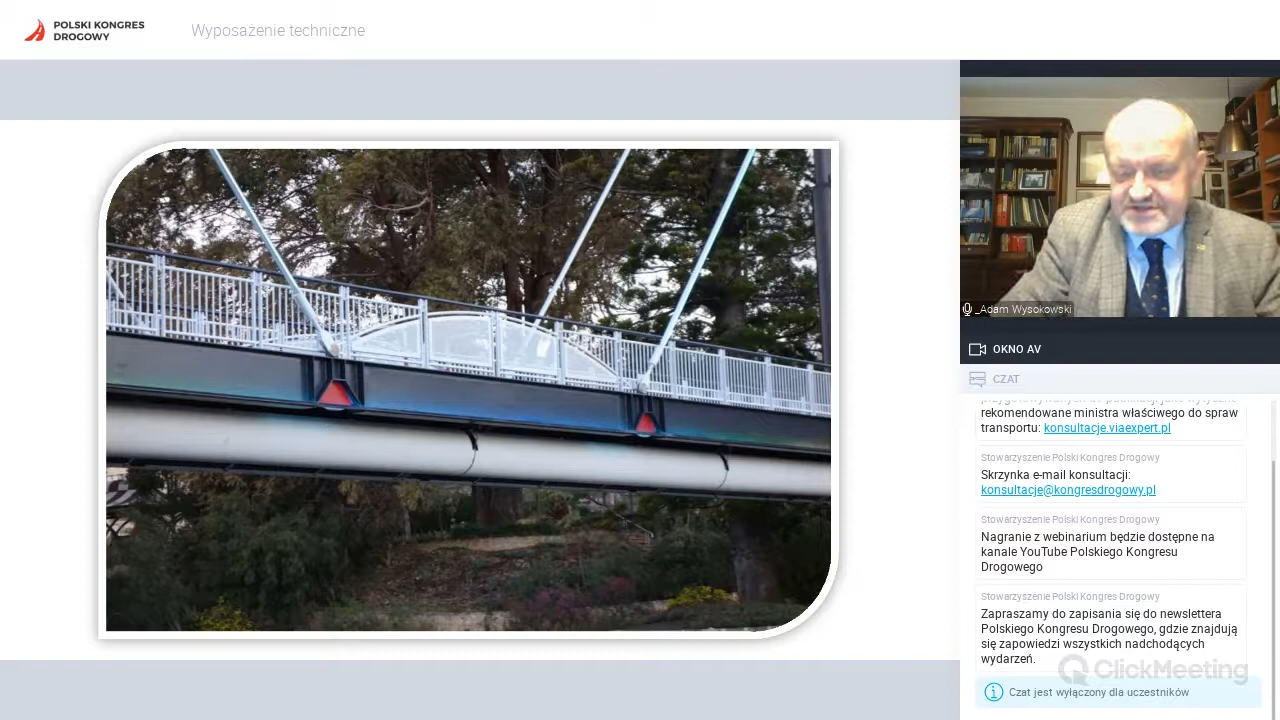 POLSKI KONGRES
DROGOWY
Wyposażenie techniczne
_Adam Wysokowski
OKNO AV
CZAT
rekomendowane ministra właściwego do spraw
transportu: konsultacje.viaexpert.pl
Stowarzyszenie Polski Kongres Drogowy
Skrzynka e-mail konsultacji:
konsultacje@kongresdrogowy.pl
Stowarzyszenie Polski Kongres Drogowy
Nagranie z webinarium będzie dostępne na
kanale YouTube Polskiego Kongresu
Drogowego
Stowarzyszenie Polski Kongres Drogowy
Zapraszamy do zapisania się do newslettera
Polskiego Kongresu Drogowego, gdzie znajdują
się zapowiedzi wszystkich nadchodzących
wydarzeń.
ClickMeeting
Czat jest wyłączony dla uczestników